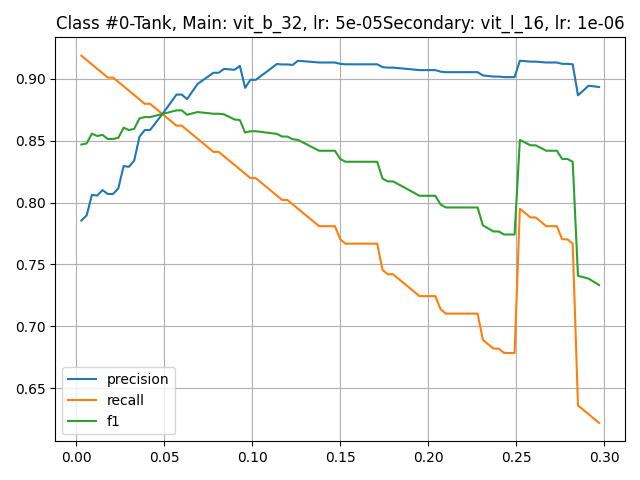 Class #0-Tank, Main: vit_b_32, lr: 5e-05Secondary: vit_l_16, lr: 1e-06
0.90
0.85
0.80
0.75
0.70
0.65
precision
recall
f1
0.00 0.05 0.10 0.15 0.20 0.25 0.30